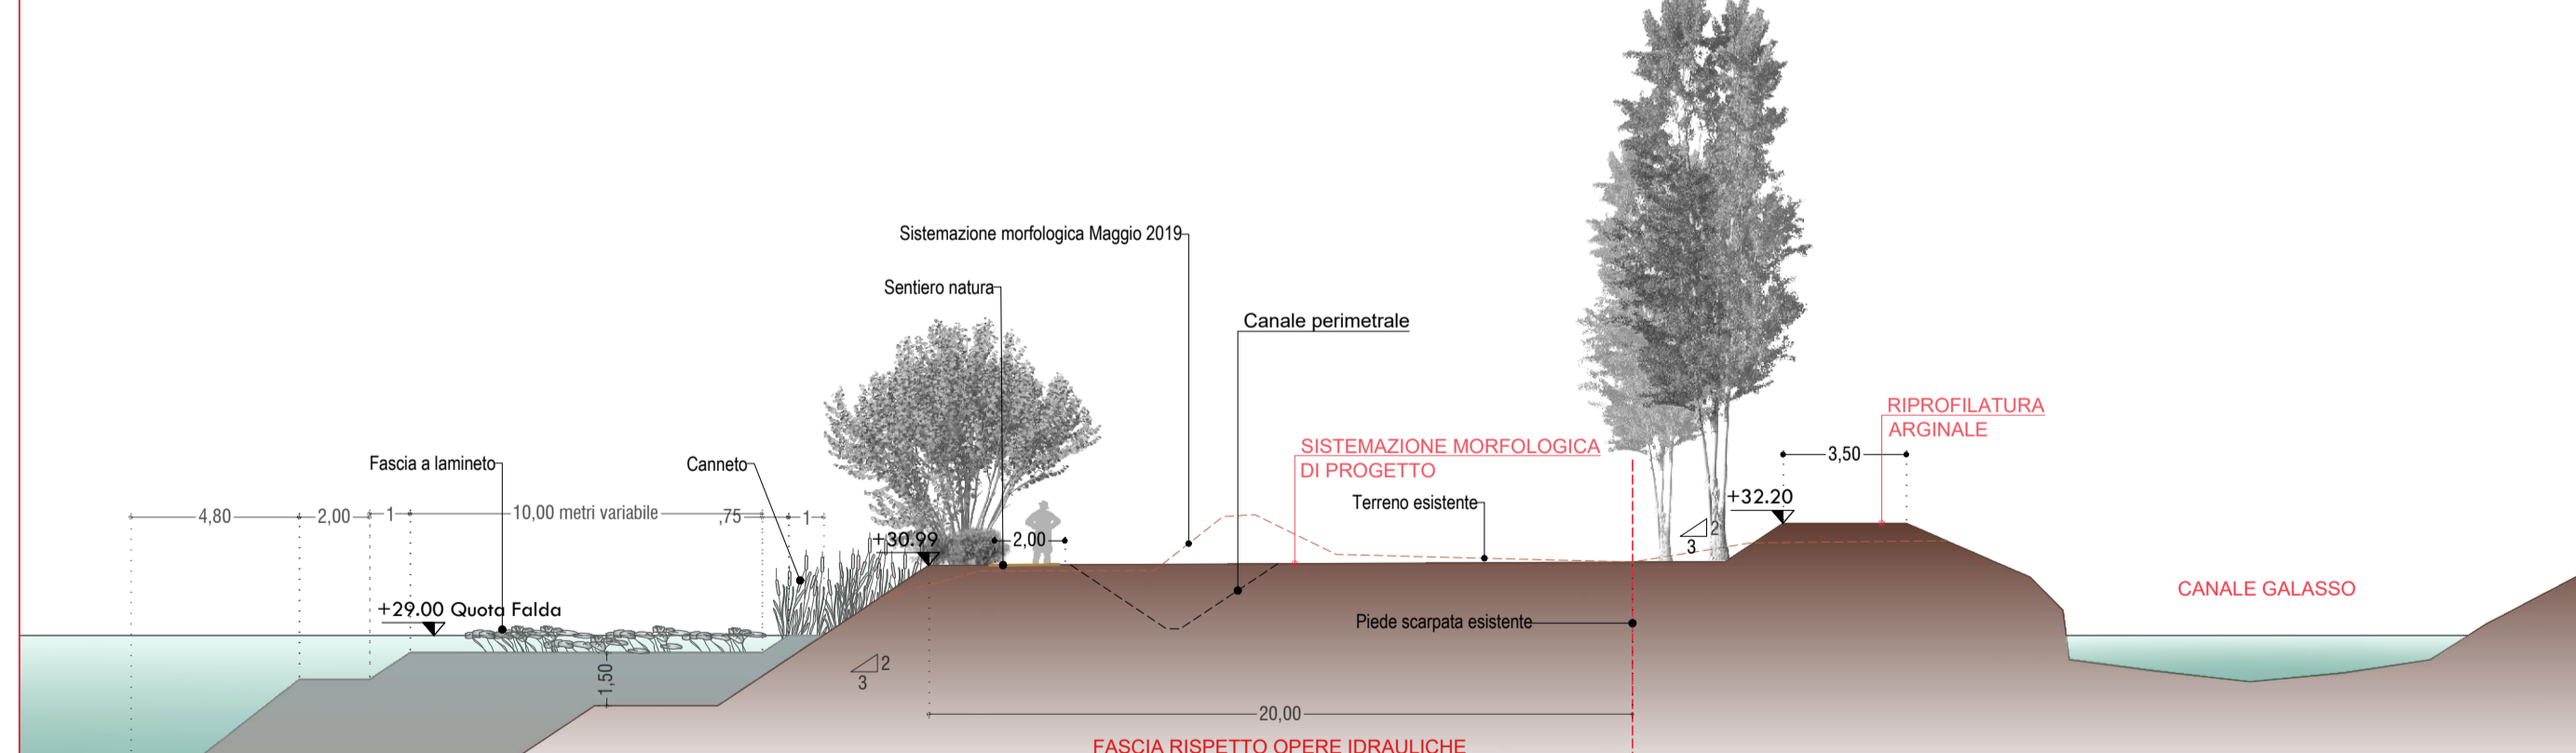 Sistemazione morfologica Maggio 2019
Sentiero natura
Canale perimetrale
RIPROFILATURA
ARGINALE
SISTEMAZIONE MORFOLOGICA
DI PROGETTO
3,50
Fascia a lamineto
Canneto
Terreno esistente
+32.20
4,80
2,00
1
10,00 metri variabile
,75
1
+30.99
2,00
2
3
CANALE GALASSO
+29.00 Quota Falda
Piede scarpata esistente
1,50
2
3
20,00
FASCIA RISPETTO OPERE IDRAULICHE